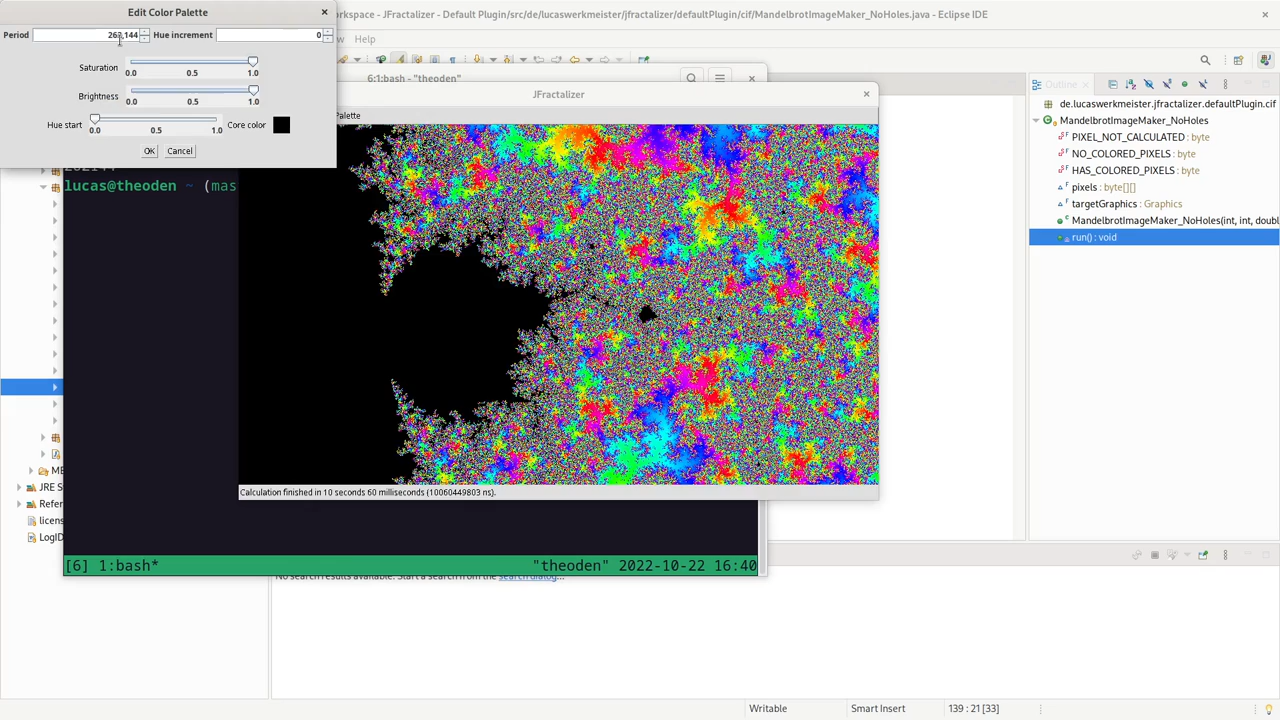 Edit Color Palette
Period 262,144 Hue increment 0
Saturation
0.0 0.5 1.0
Brightness
0.0 0.5 1.0
Hue start
0.0 0.5 1.0
Core color
OK Cancel
rkspace - JFractalizer - Default Plugin/src/de/lucaswerkmeister/jfractalizer/defaultPlugin/cif/MandelbrotImageMaker_NoHoles.java - Eclipse IDE
Help
6:1:bash - "theoden"
JFractalizer
Palette
lucas@theoden ~ (mas
Calculation finished in 10 seconds 60 milliseconds (10060449803 ns).
[6] 1:bash* "theoden" 2022-10-22 16:40
No search results available. Start a search from the search dialog...
JRE S
Refer
licens
LogID
Outline
de.lucaswerkmeister.jfractalizer.defaultPlugin.cif
MandelbrotImageMaker_NoHoles
PIXEL_NOT_CALCULATED : byte
NO_COLORED_PIXELS : byte
HAS_COLORED_PIXELS : byte
pixels : byte[][]
targetGraphics : Graphics
MandelbrotImageMaker_NoHoles(int, int, doubl
run() : void
Writable Smart Insert 139 : 21 [33]